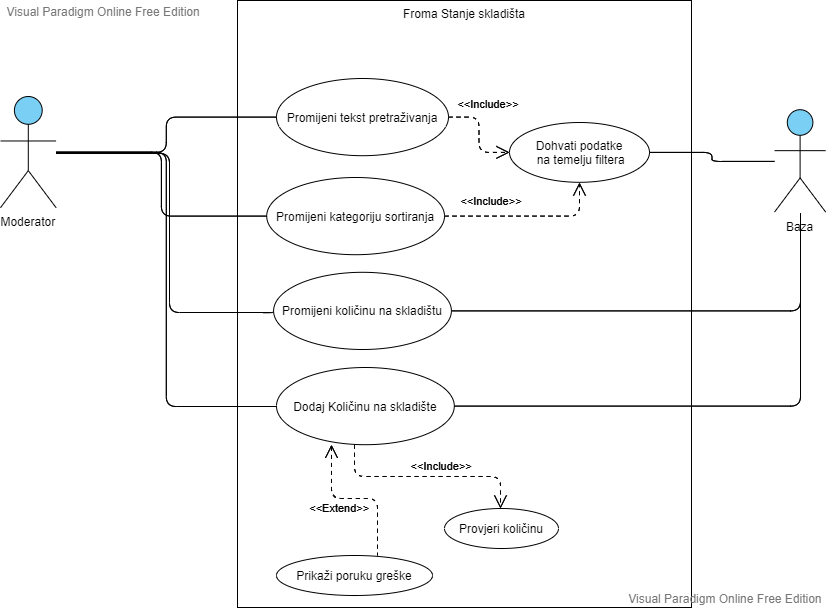 Visual Paradigm Online Free Edition
Froma Stanje skladišta
Promijeni tekst pretraživanja
<<Include>>
Dohvati podatke
na temelju filtera
Promijeni kategoriju sortiranja
<<Include>>
Moderator
Baza
Promijeni količinu na skladištu
Dodaj Količinu na skladište
<<Include>>
<<Extend>>
Provjeri količinu
Prikaži poruku greške
Visual Paradigm Online Free Edition